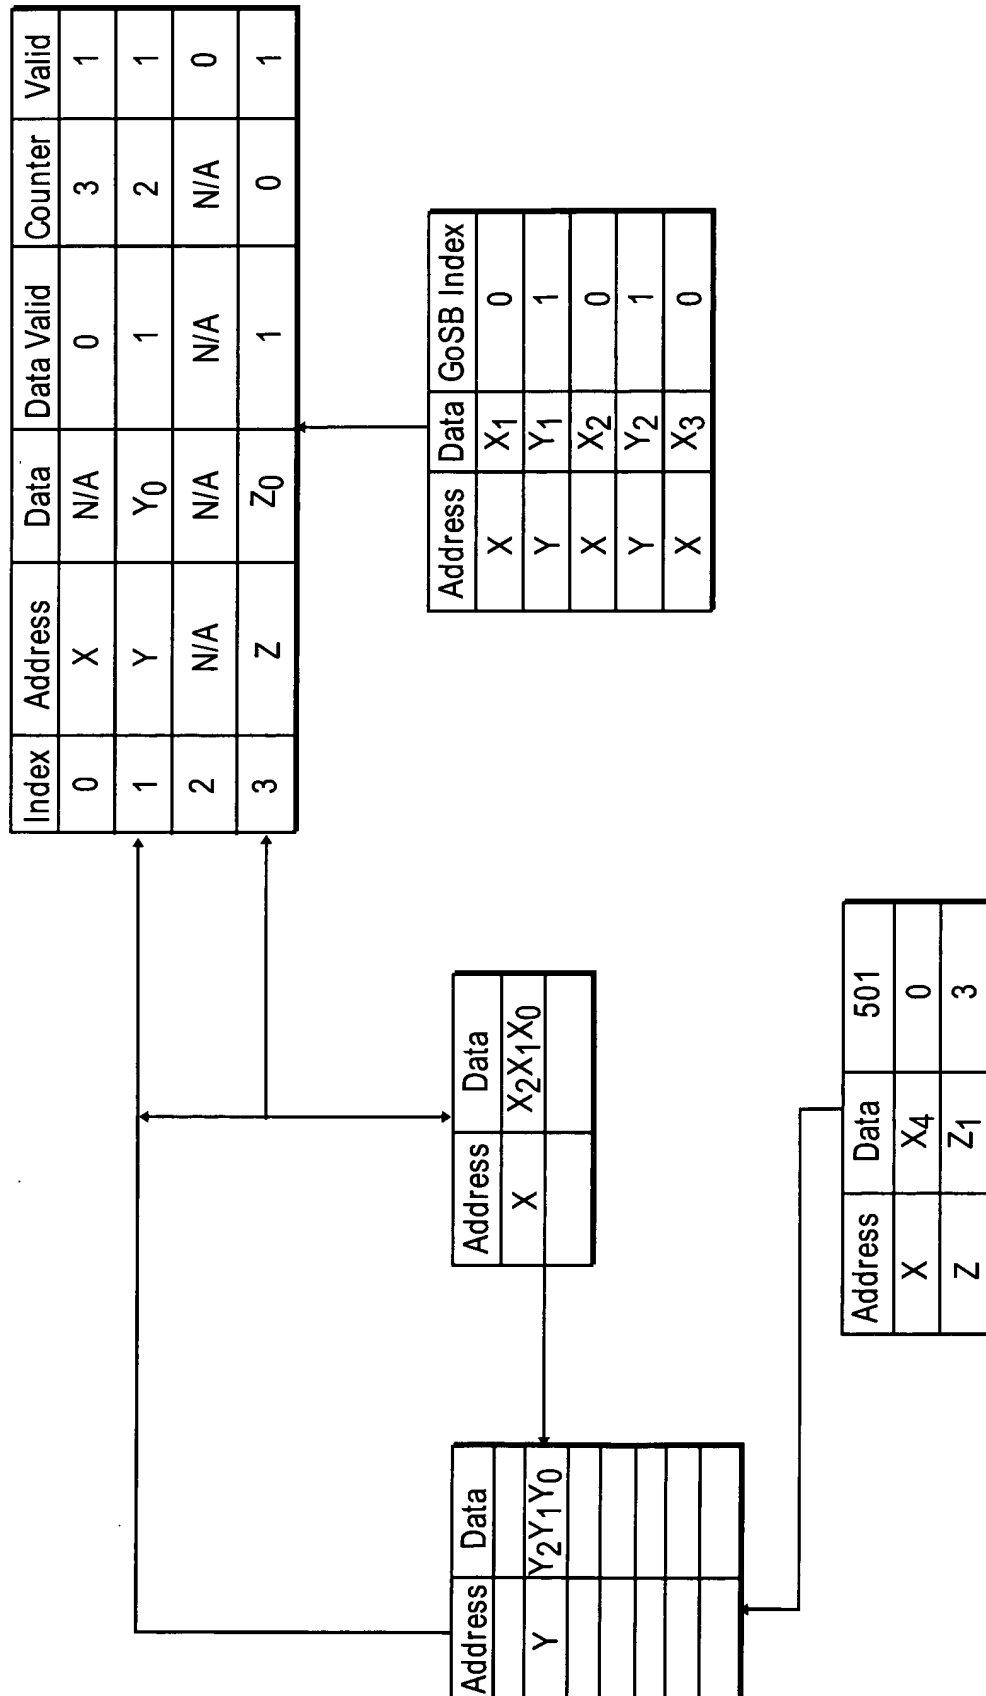 Index Address Data Data Valid Counter Valid
0 X N/A 0 3 1
1 Y Y0 1 2 1
2 N/A N/A N/A N/A 0
3 Z Z0 1 0 1
Address Data GoSB Index
X X1 0
Y Y1 1
X X2 0
Y Y2 1
X X3 0
Address Data
X X2X1X0
Address Data
Y Y2Y1Y0
Address Data 501
X X4 0
Z Z1 3